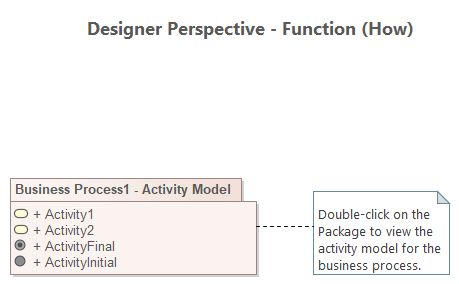 Designer Perspective - Function (How)
Business Process1 - Activity Model
+ Activity1
+ Activity2
+ ActivityFinal
+ ActivityInitial
Double-click on the
Package to view the
activity model for the
business process.